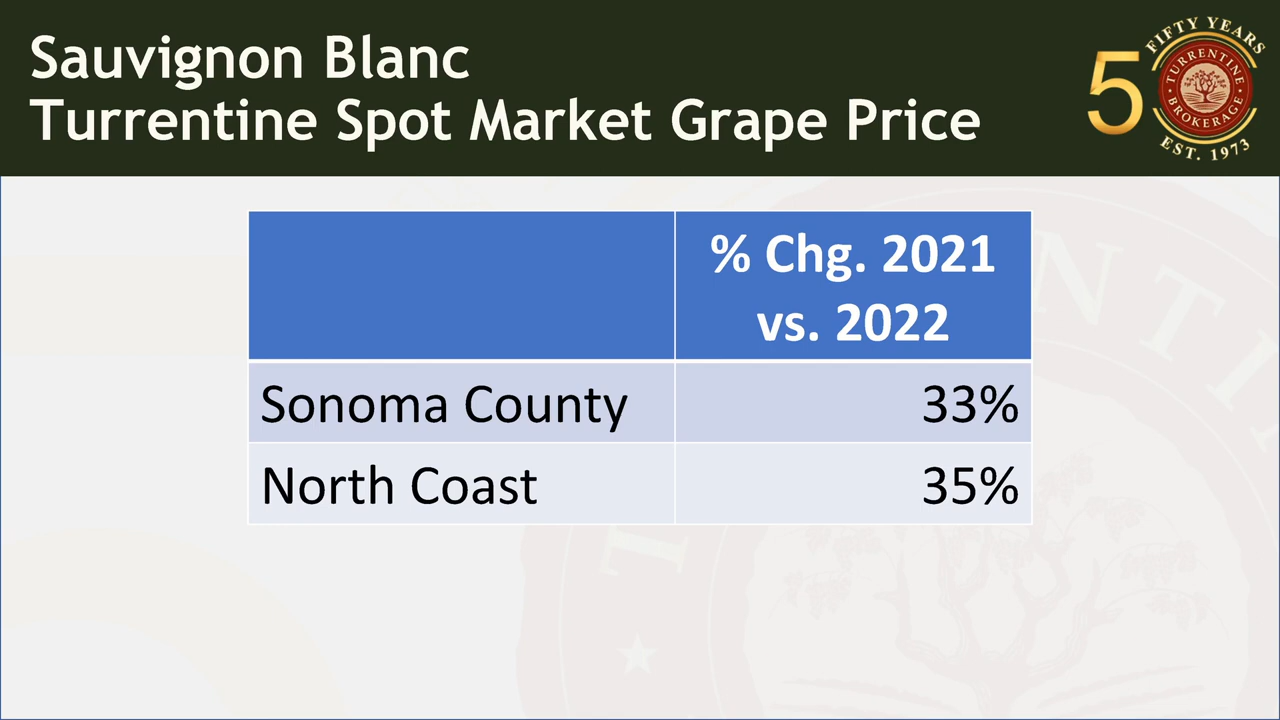 Sauvignon Blanc
Turrentine Spot Market Grape Price
50
FIFTY YEARS
TURRENTINE
BROKERAGE
EST. 1973
% Chg. 2021
vs. 2022
Sonoma County 33%
North Coast 35%